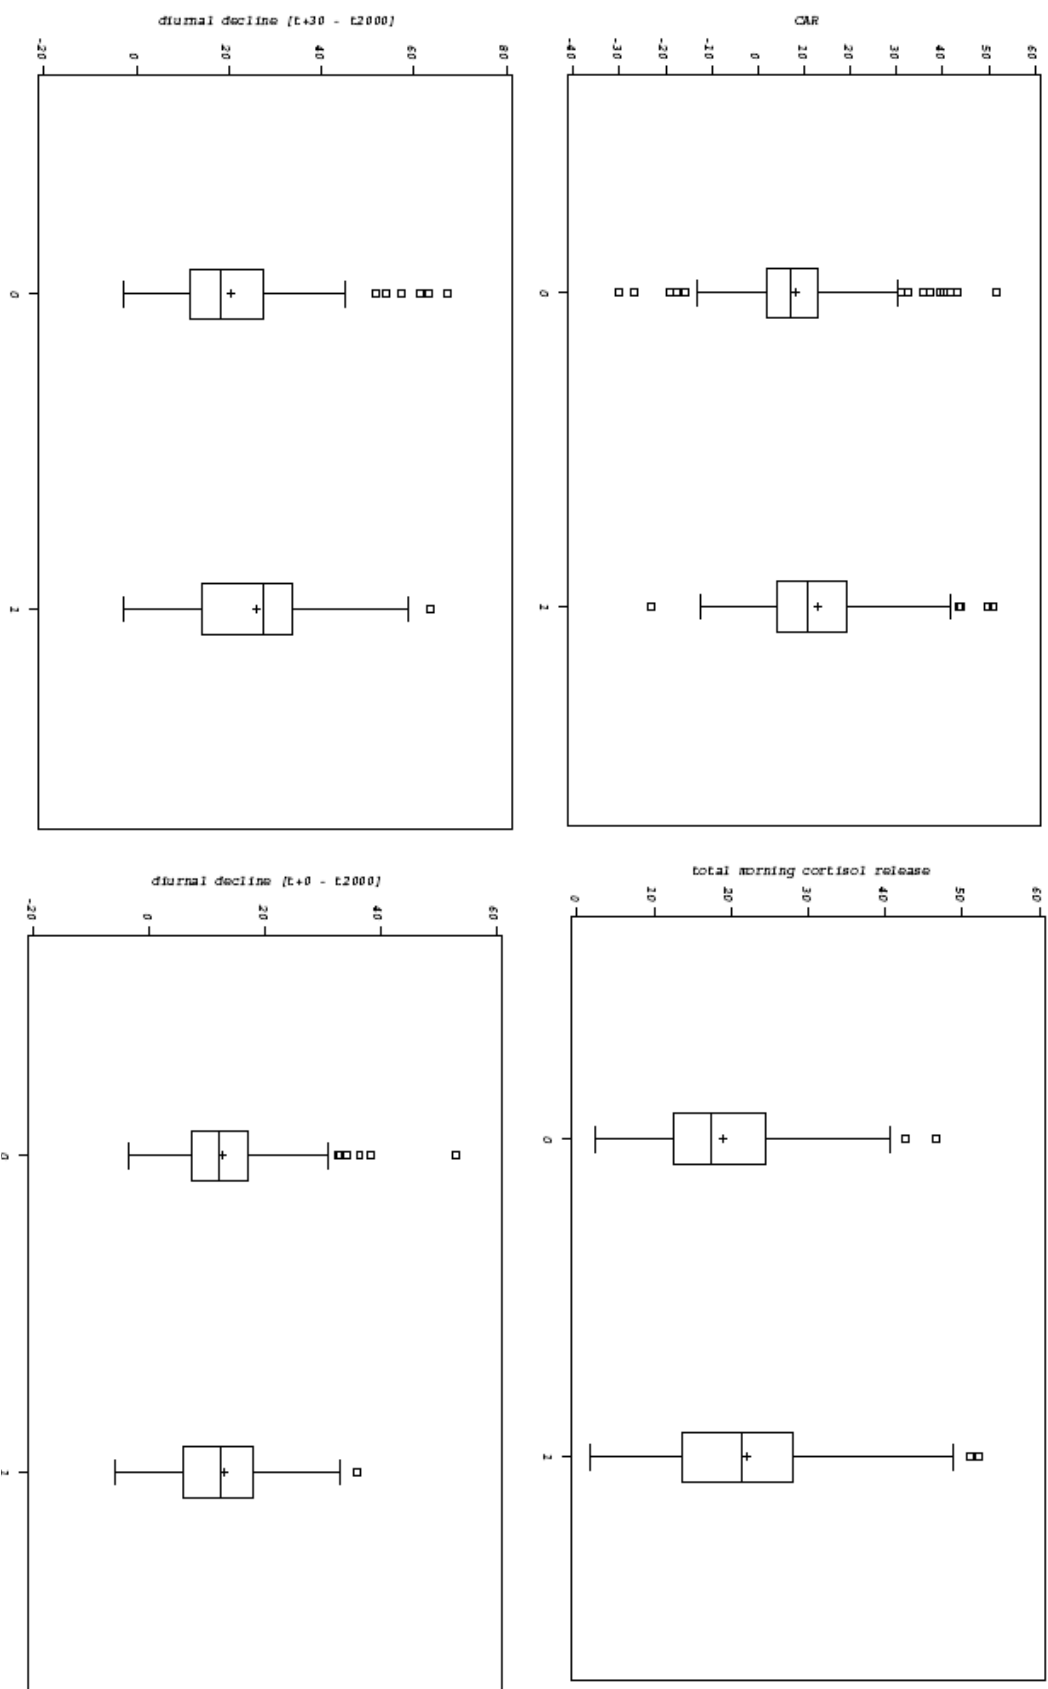 diurnal decline [t+30 - t2000]
-20 0 20 40 60 80
0
1
CAR
-40 -30 -20 -10 0 10 20 30 40 50 60
0
1
diurnal decline [t+0 - t2000]
-20 0 20 40 60
0
1
total morning cortisol release
0 10 20 30 40 50 60
0
1